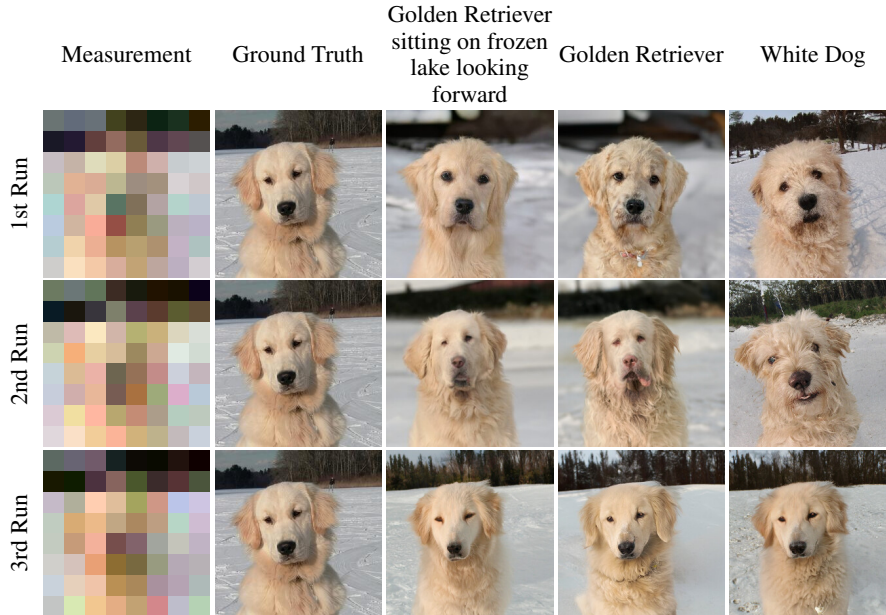 Measurement
Ground Truth
Golden Retriever
sitting on frozen
lake looking
forward
Golden Retriever
White Dog
1st Run
2nd Run
3rd Run